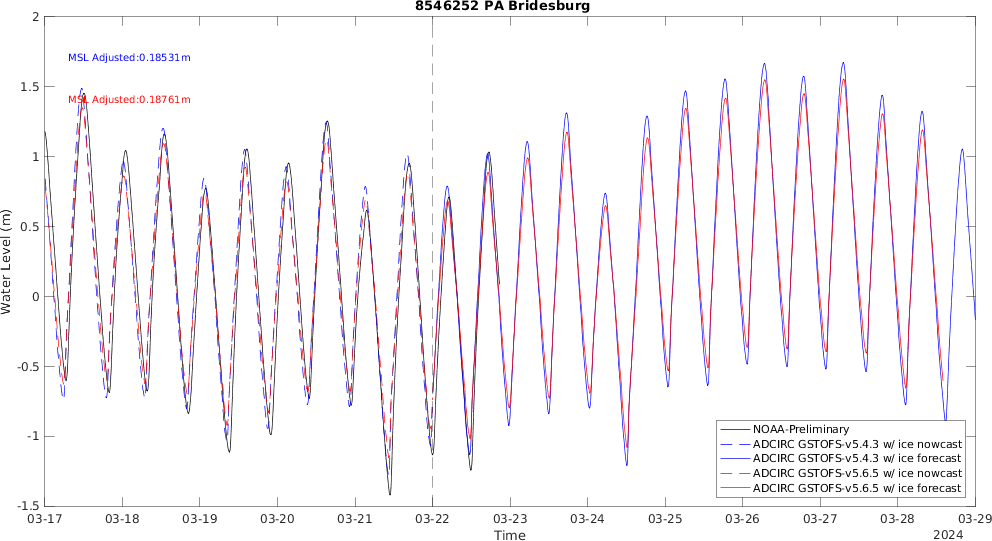 8546252 PA Bridesburg
2
1.5
1
0.5
0
-0.5
-1
-1.5
Water Level (m)
MSL Adjusted:0.18531m
MSL Adjusted:0.18761m
NOAA-Preliminary
ADCIRC GSTOFS-v5.4.3 w/ ice nowcast
ADCIRC GSTOFS-v5.4.3 w/ ice forecast
ADCIRC GSTOFS-v5.6.5 w/ ice nowcast
ADCIRC GSTOFS-v5.6.5 w/ ice forecast
03-17 03-18 03-19 03-20 03-21 03-22 03-23 03-24 03-25 03-26 03-27 03-28 03-29
Time
2024